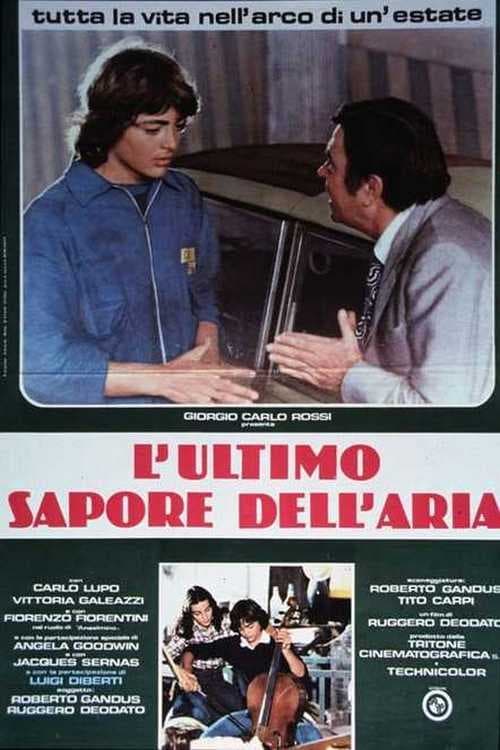 tutta la vita nell'arco di un'estate
GIORGIO CARLO ROSSI
presenta
L'ULTIMO
SAPORE DELL'ARIA
con
CARLO LUPO
VITTORIA GALEAZZI
e con
FIORENZO FIORENTINI
nel ruolo di "Anselmino"
e con la partecipazione speciale di
ANGELA GOODWIN
e con
JACQUES SERNAS
e con la partecipazione di
LUIGI DIBERTI
soggetto:
ROBERTO GANDUS
RUGGERO DEODATO
sceneggiatura:
ROBERTO GANDUS
TITO CARPI
un film di
RUGGERO DEODATO
prodotto dalla
TRITONE
CINEMATOGRAFICA S.
TECHNICOLOR